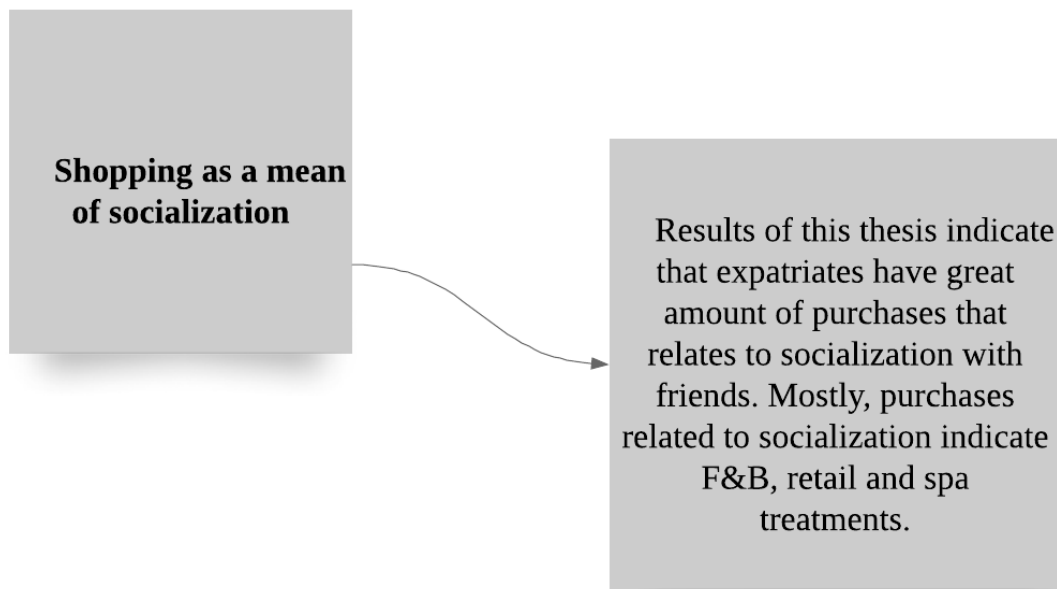 Shopping as a mean
of socialization
Results of this thesis indicate
that expatriates have great
amount of purchases that
relates to socialization with
friends. Mostly, purchases
related to socialization indicate
F&B, retail and spa
treatments.